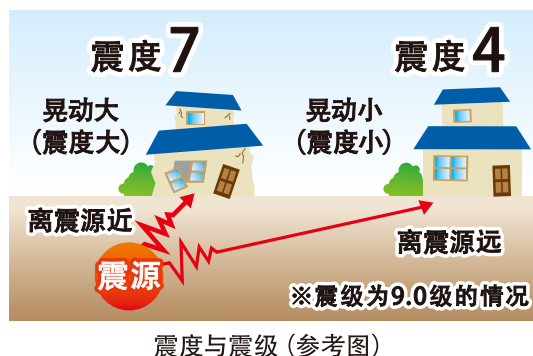 震度7
震度4
晃动大
（震度大）
晃动小
（震度小）
离震源近
离震源远
震源
※震级为9.0级的情况
震度与震级（参考图）